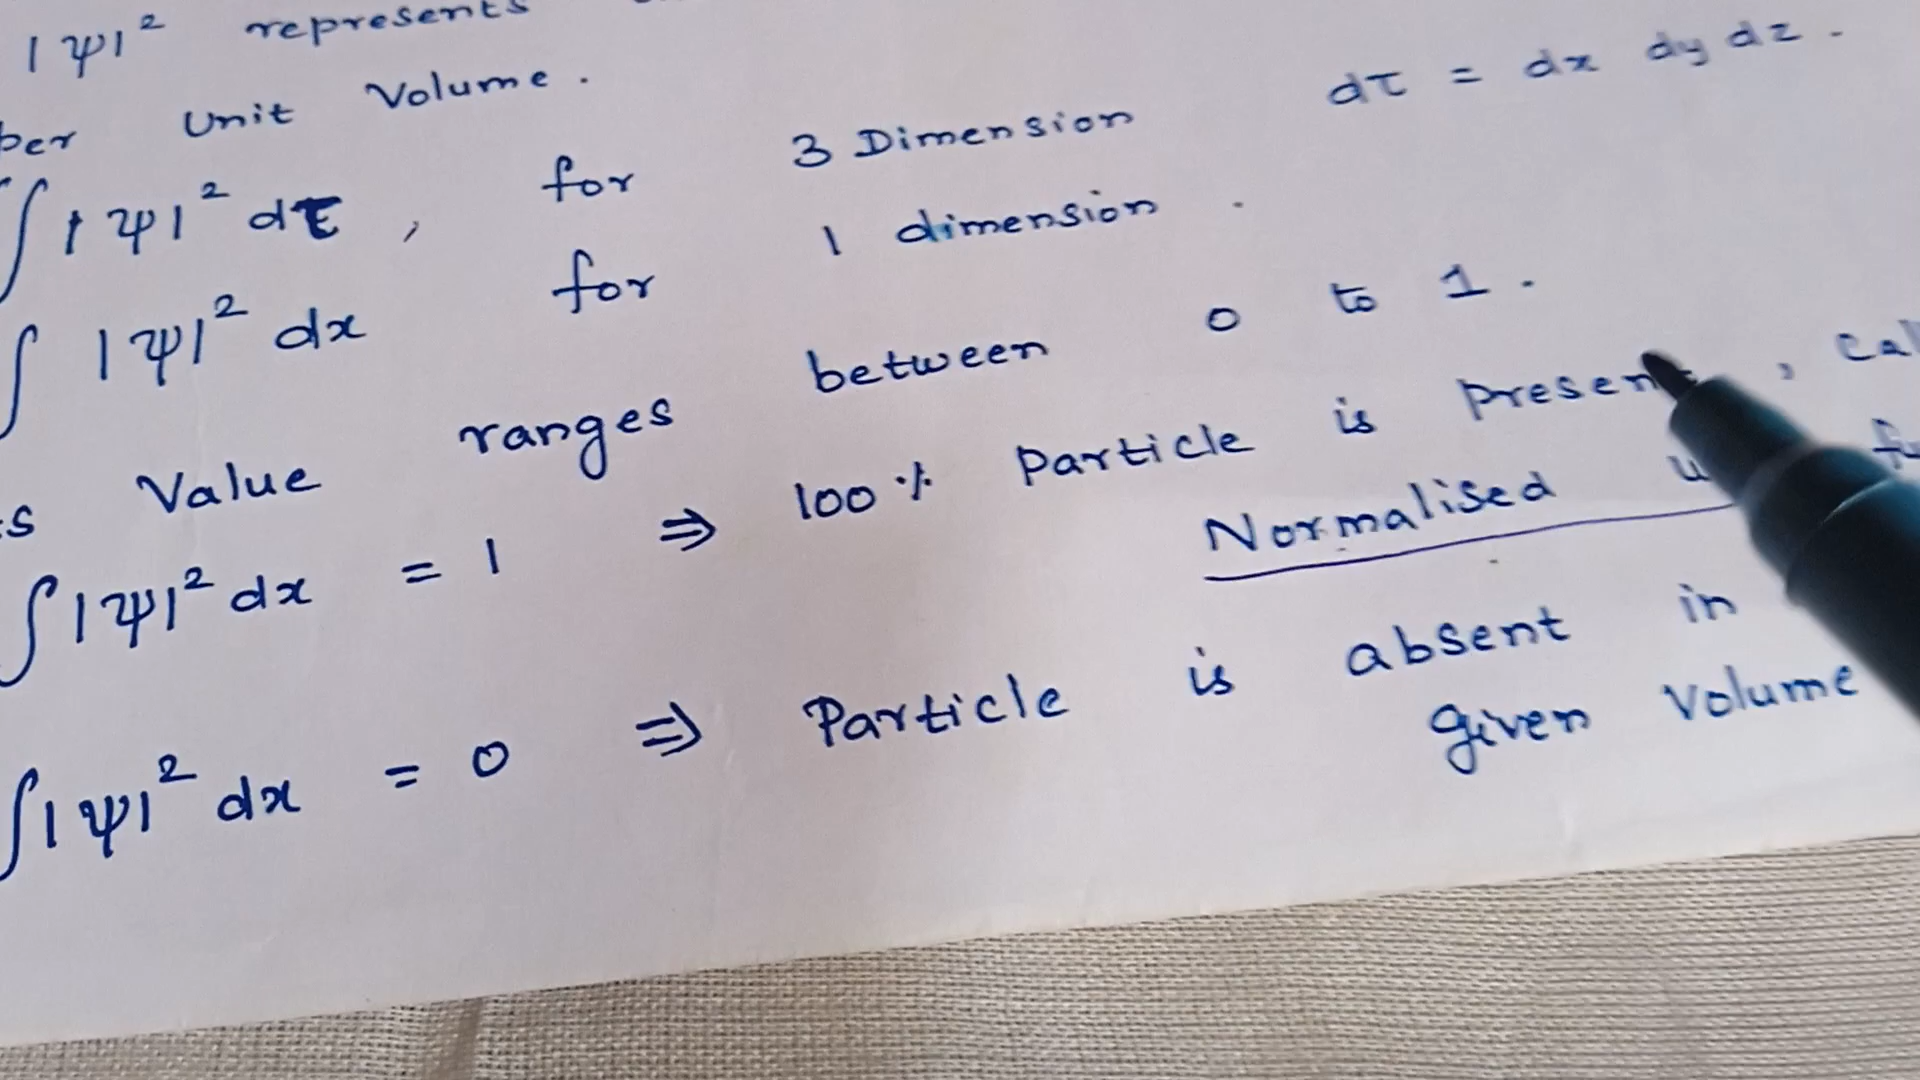 |ψ|² represents
per Unit Volume.
∫|ψ|² dτ, for 3 Dimension dτ = dx dy dz.
∫ |ψ|² dx for 1 dimension.
Value ranges between 0 to 1.
∫|ψ|² dx = 1 ⇒ 100% Particle is Present,
Normalised
∫|ψ|² dx = 0 ⇒ Particle is absent in
given Volume